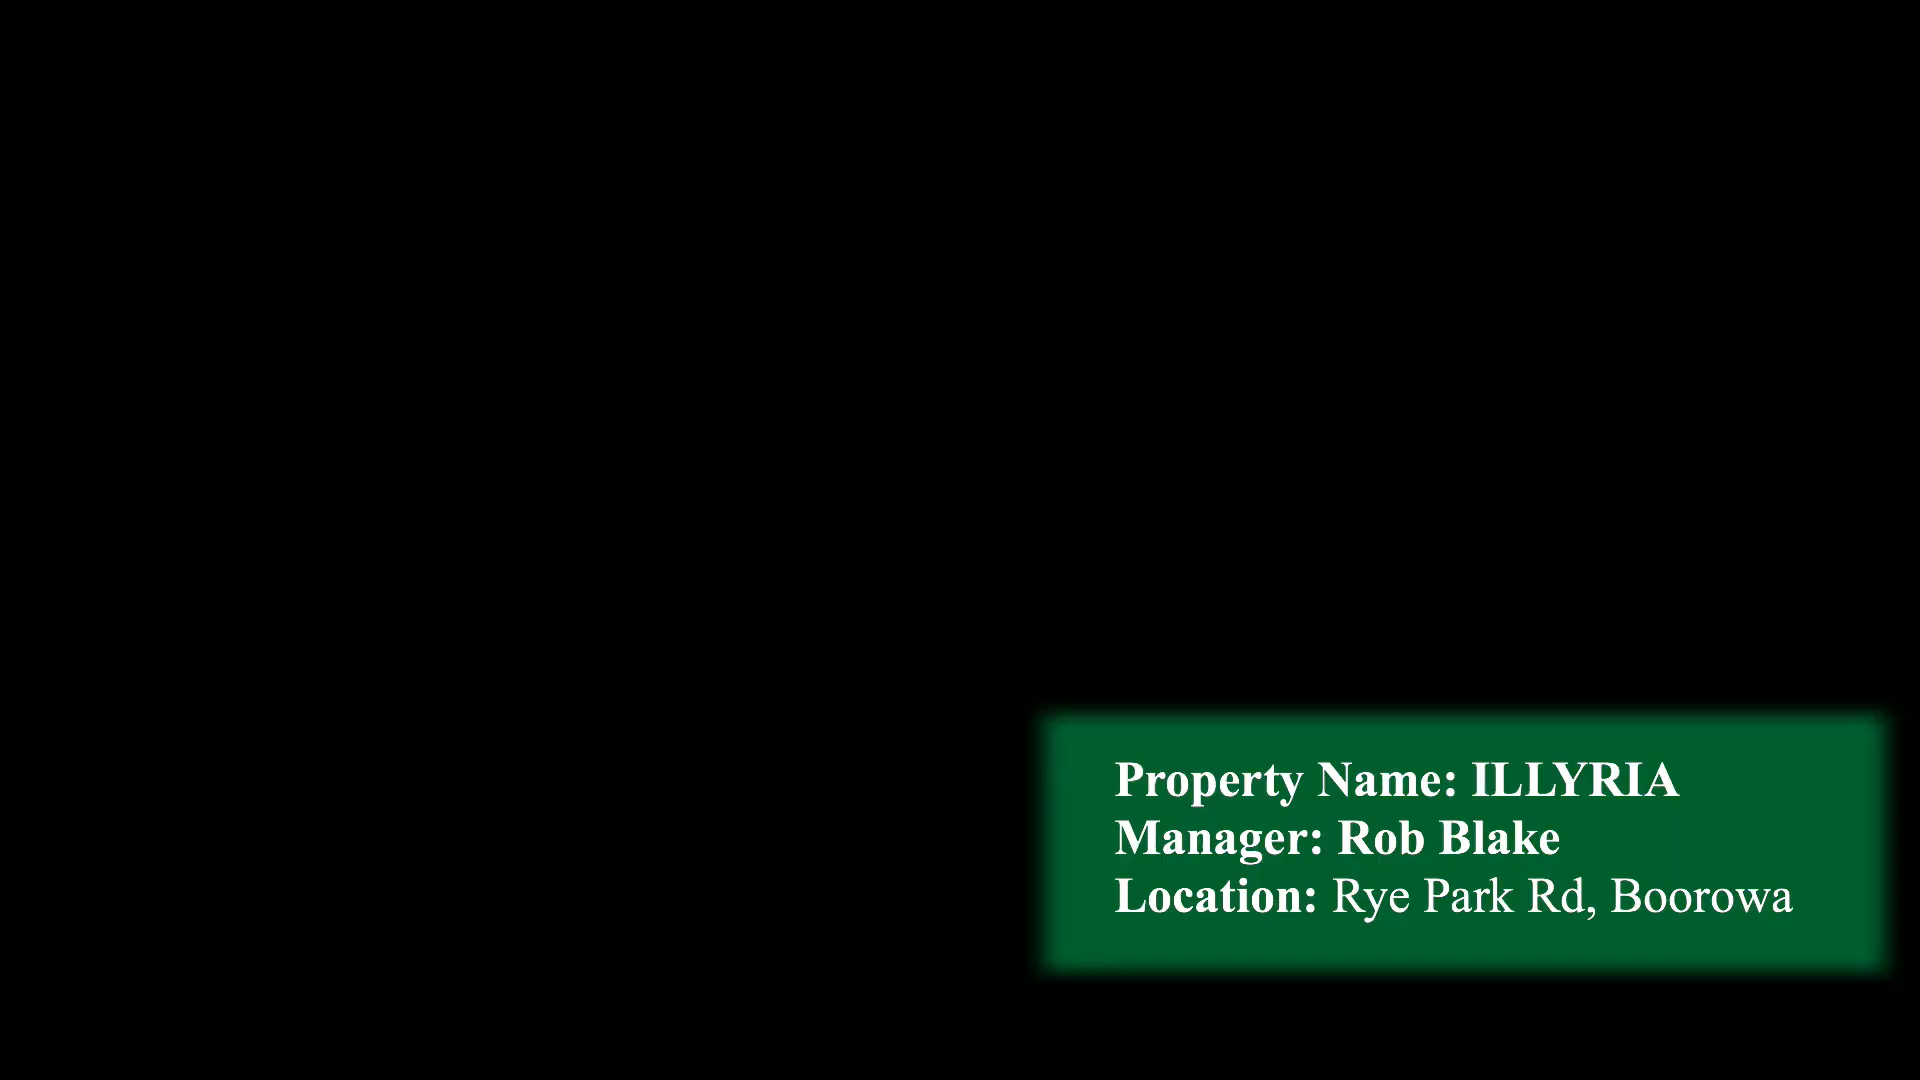 Property Name: ILLYRIA
Manager: Rob Blake
Location: Rye Park Rd, Boorowa